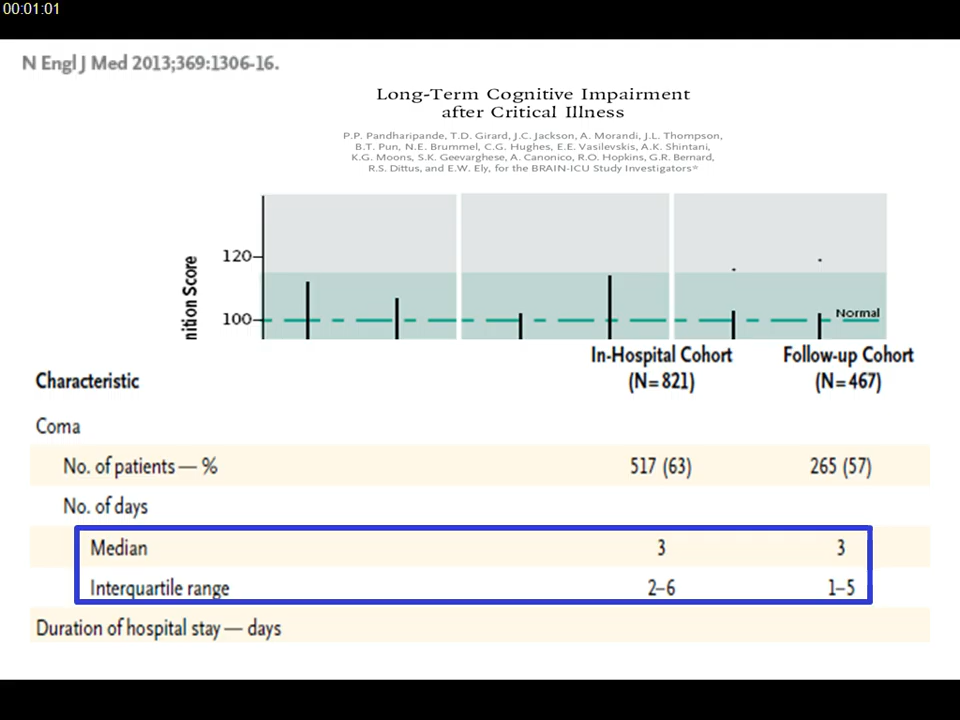 00:01:01
N Engl J Med 2013;369:1306-16.
Long-Term Cognitive Impairment
after Critical Illness
P.P. Pandharipande, T.D. Girard, J.C. Jackson, A. Morandi, J.L. Thompson,
B.T. Pun, N.E. Brummel, C.G. Hughes, E.E. Vasilevskis, A.K. Shintani,
K.G. Moons, S.K. Geevarghese, A. Canonico, R.O. Hopkins, G.R. Bernard,
R.S. Dittus, and E.W. Ely, for the BRAIN-ICU Study Investigators*
nition Score
120
100
Normal
Characteristic
In-Hospital Cohort
(N=821)
Follow-up Cohort
(N=467)
Coma
No. of patients — % 517 (63) 265 (57)
No. of days
Median 3 3
Interquartile range 2–6 1–5
Duration of hospital stay — days